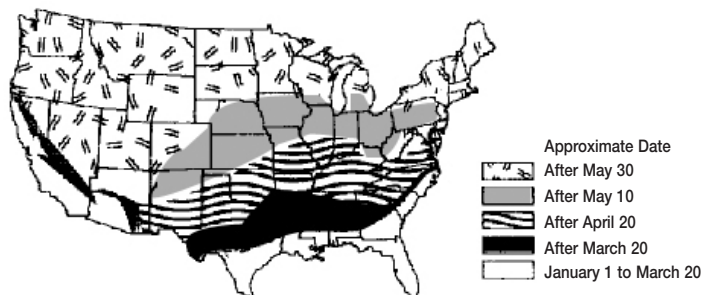 Approximate Date
After May 30
After May 10
After April 20
After March 20
January 1 to March 20